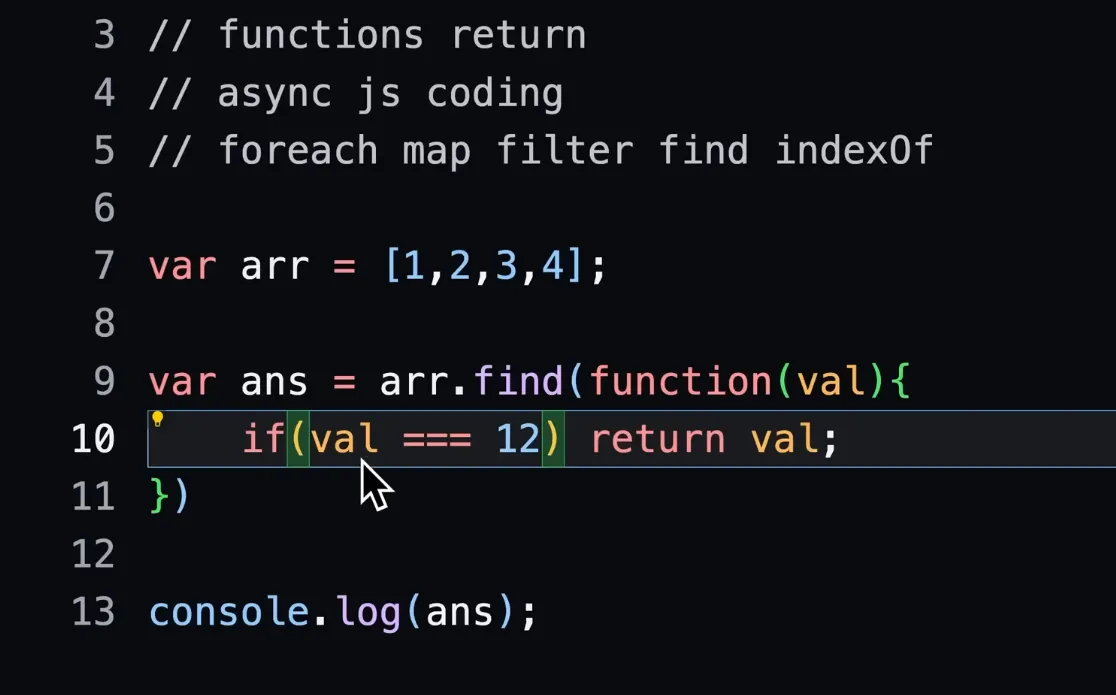 3 // functions return
4 // async js coding
5 // foreach map filter find indexOf
6
7 var arr = [1,2,3,4];
8
9 var ans = arr.find(function(val){
10     if(val === 12) return val;
11 })
12
13 console.log(ans);